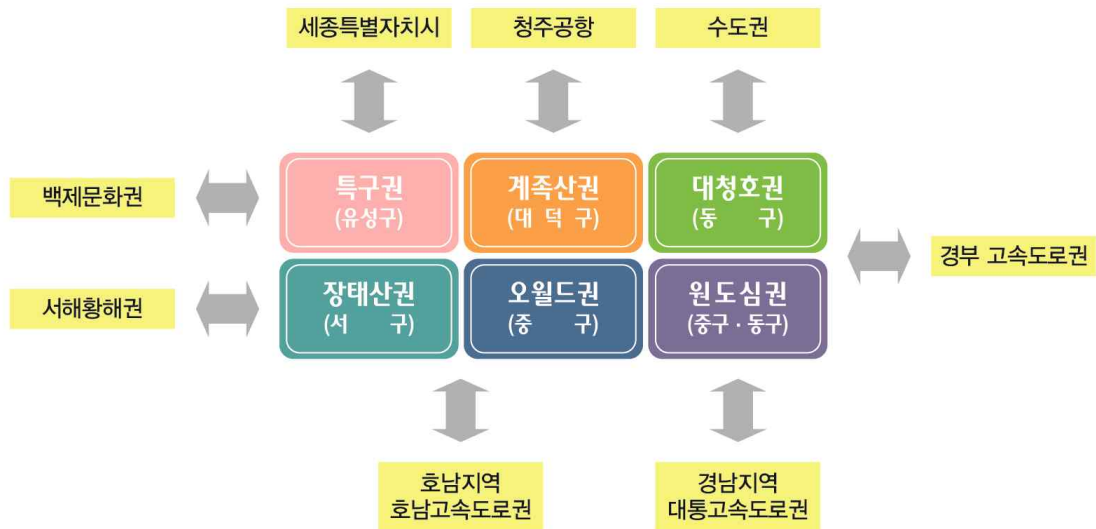 세종특별자치시
청주공항
수도권
백제문화권
특구권
(유성구)
계족산권
(대 덕 구)
대청호권
(동 구)
경부 고속도로권
서해황해권
장태산권
(서 구)
오월드권
(중 구)
원도심권
(중구 · 동구)
호남지역
호남고속도로권
경남지역
대통고속도로권